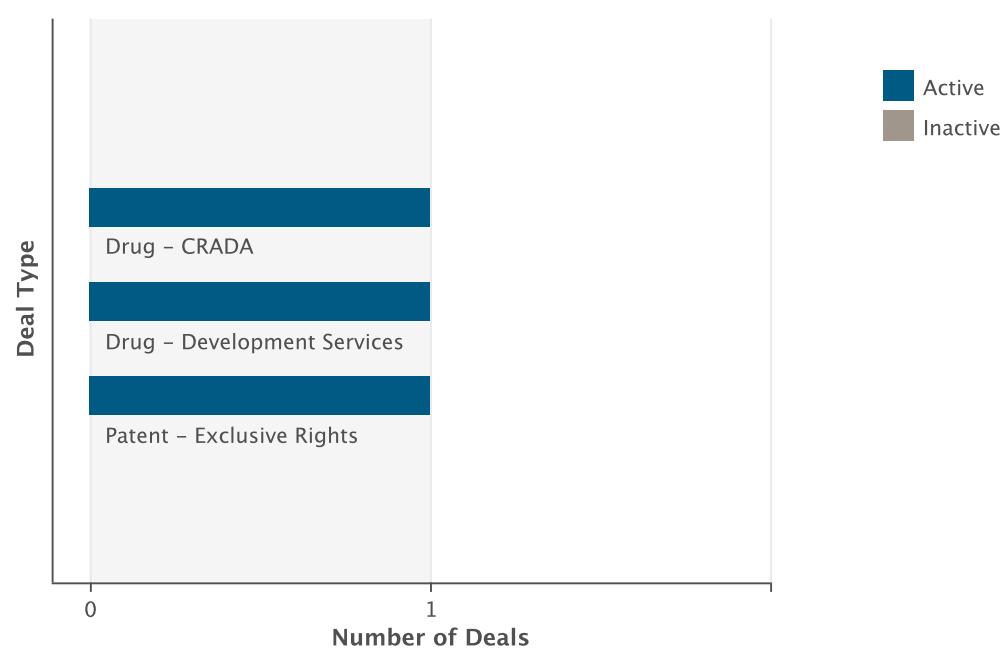 Active
Inactive
Deal Type
Drug – CRADA
Drug – Development Services
Patent – Exclusive Rights
0
1
Number of Deals